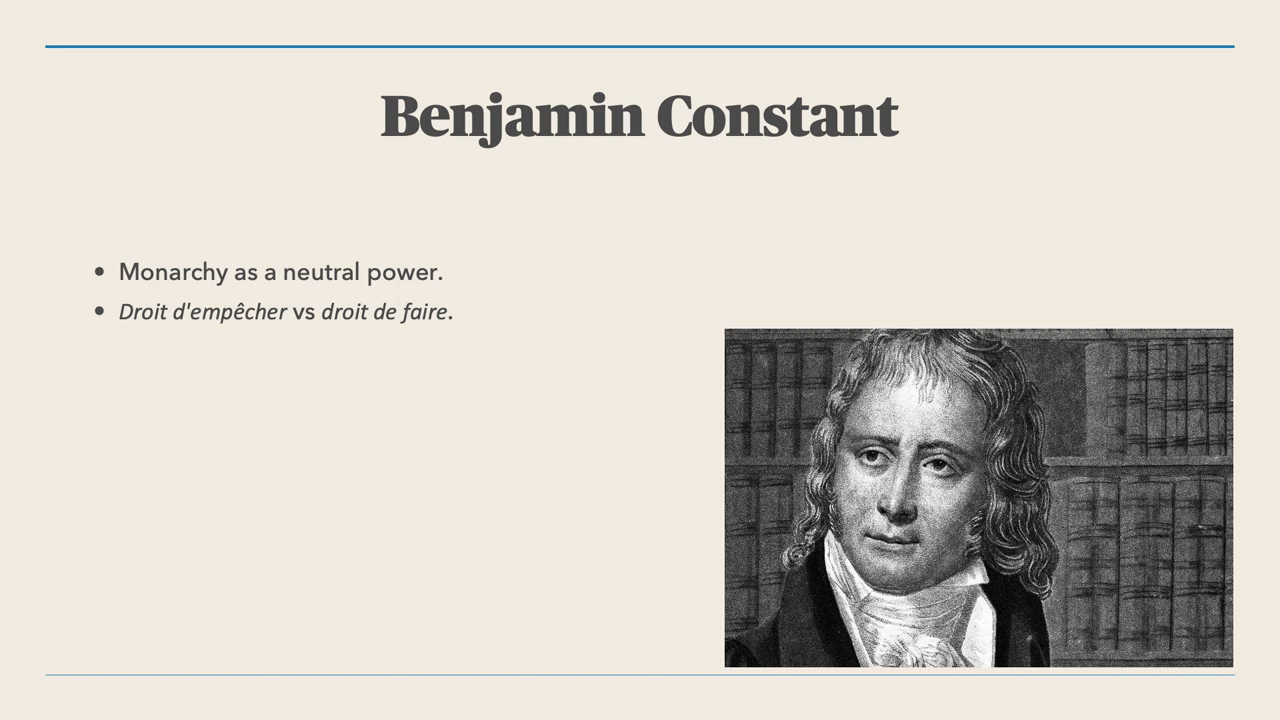 Benjamin Constant
• Monarchy as a neutral power.
• Droit d'empêcher vs droit de faire.